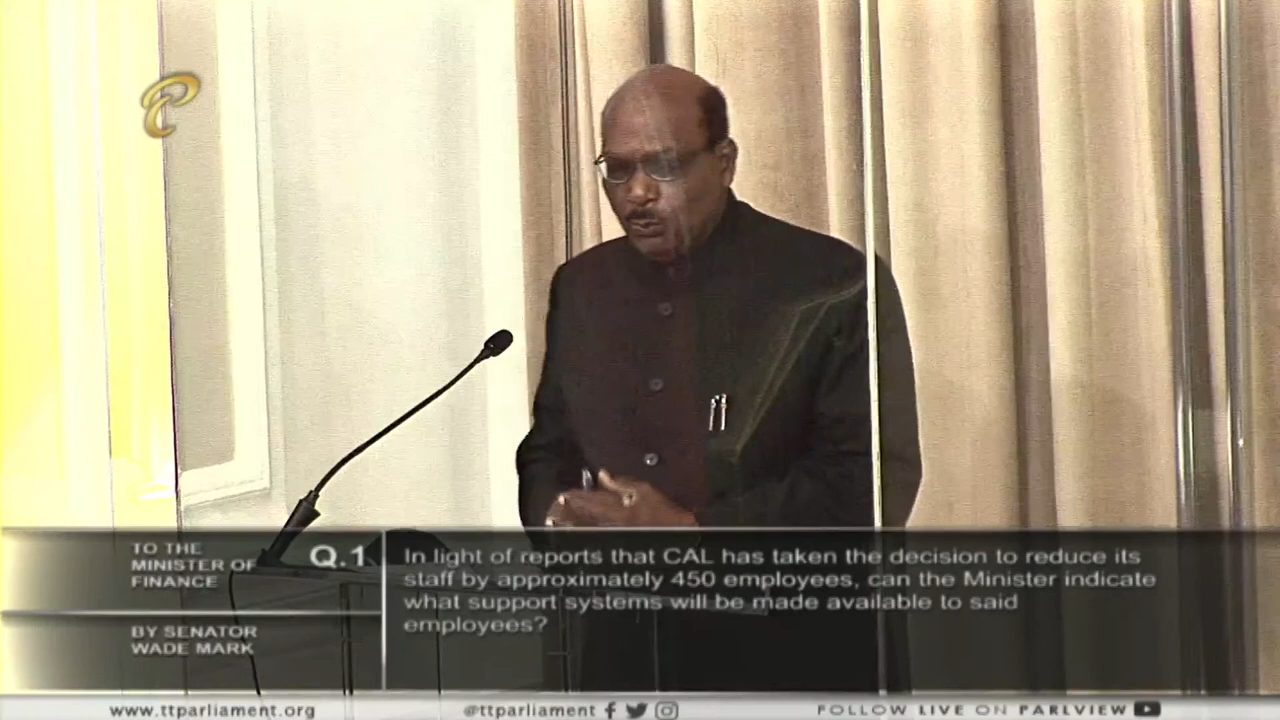 TO THE
MINISTER OF
FINANCE
Q.1
In light of reports that CAL has taken the decision to reduce its
staff by approximately 450 employees, can the Minister indicate
what support systems will be made available to said
employees?
BY SENATOR
WADE MARK
www.ttparliament.org
@ttparliament
FOLLOW LIVE ON PARLVIEW